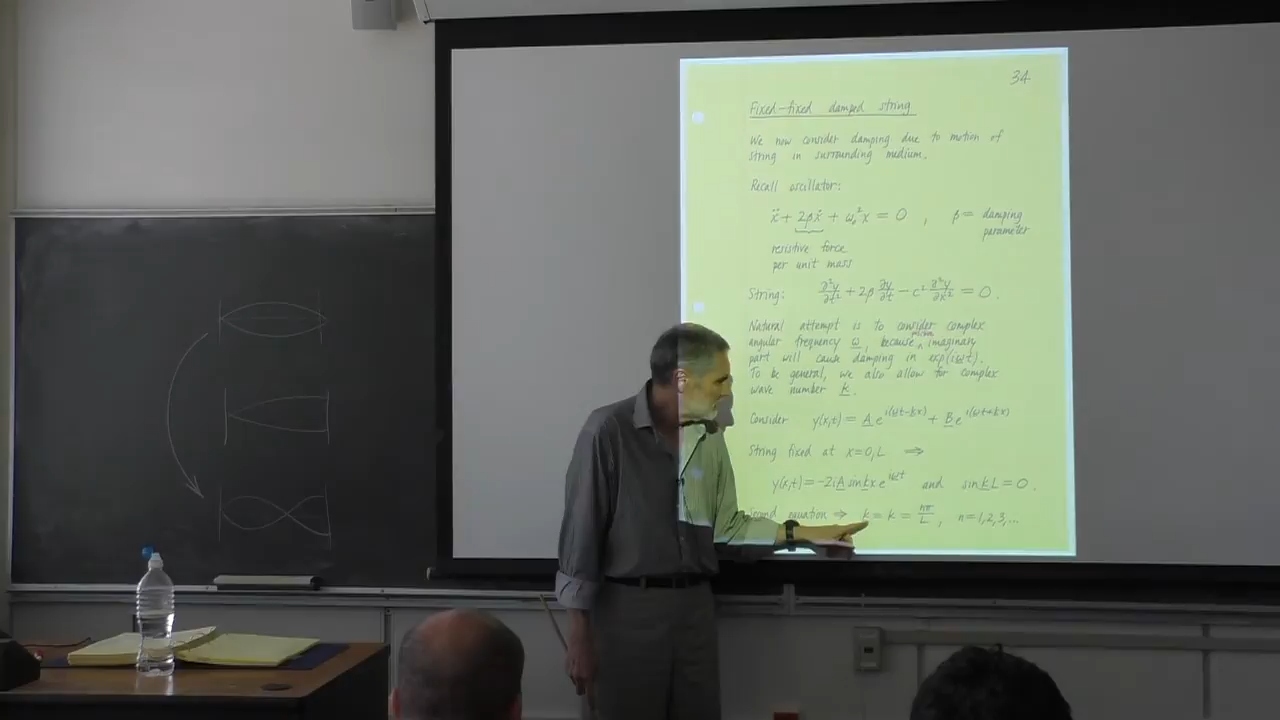 34
Fixed-fixed damped string
We now consider damping due to motion of
string in surrounding medium.
Recall oscillator:
ẍ + 2βẋ + ω₀²x = 0 , β = damping
parameter
resistive force
per unit mass
String: ∂²y/∂t² + 2β ∂y/∂t − c² ∂²y/∂x² = 0.
Natural attempt is to consider complex
angular frequency ω, because imaginary
part will cause damping in exp(iωt).
To be general, we also allow for complex
wave number k.
Consider y(x,t) = A e^{i(ωt−kx)} + B e^{i(ωt+kx)}
String fixed at x=0,L ⇒
y(x,t) = −2iA sin kx e^{iωt} and sin kL = 0.
equation ⇒ k = k = nπ/L , n = 1,2,3,...